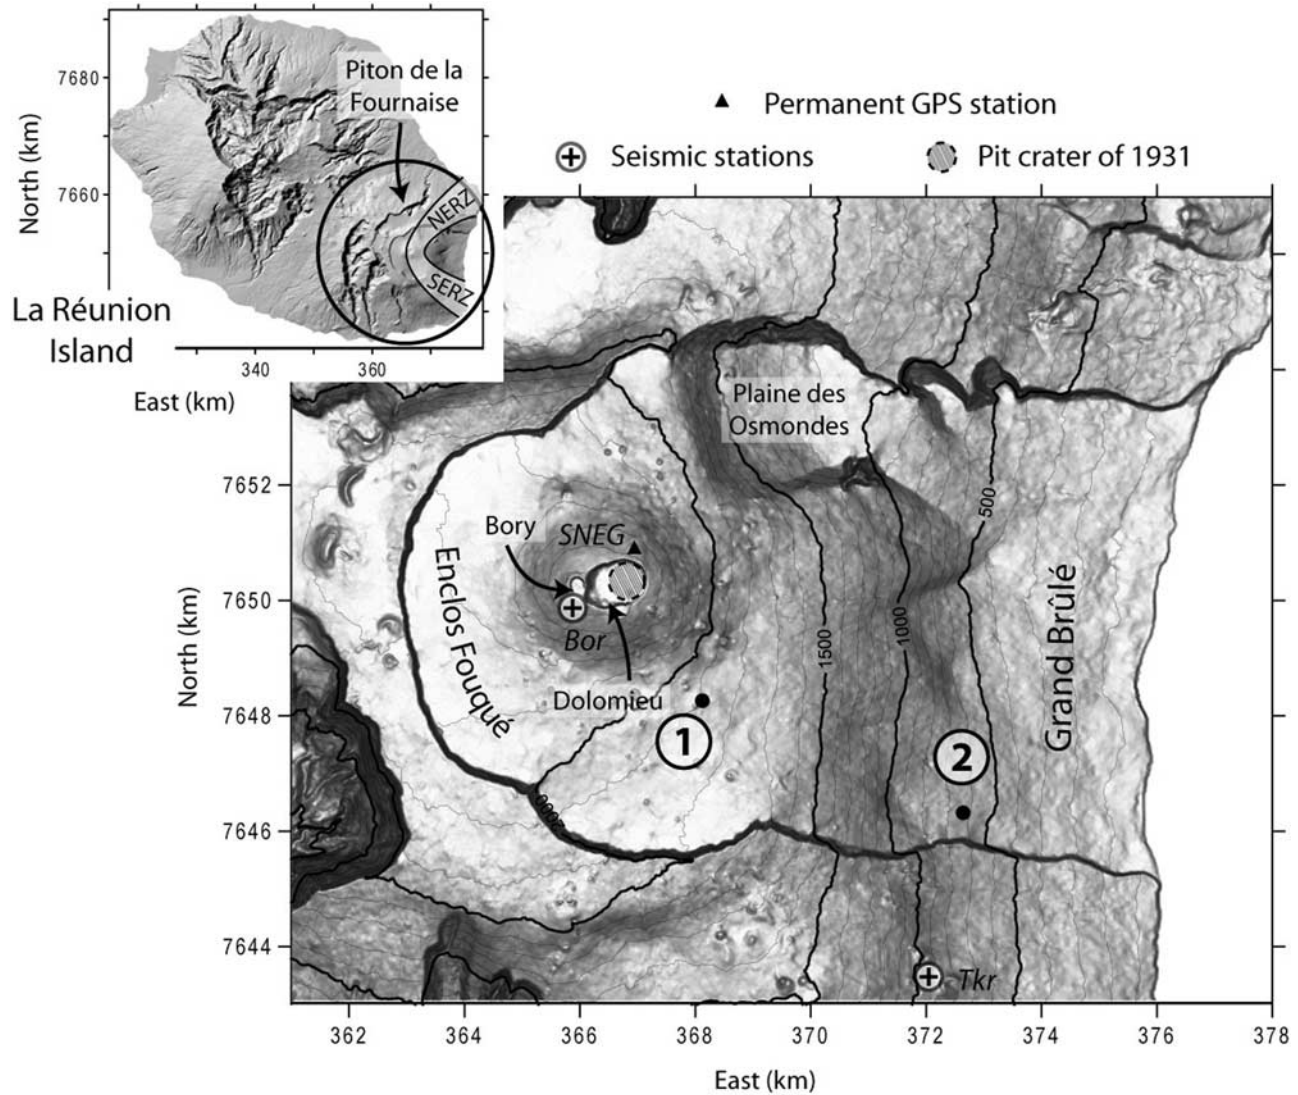 Piton de la
Fournaise
NERZ
SERZ
7680
7660
North (km)
La Réunion
Island
340
360
East (km)
Permanent GPS station
Seismic stations
Pit crater of 1931
Plaine des
Osmondes
Bory
SNEG
Bor
Dolomieu
Enclos Fouqué
Grand Brûlé
500
1000
1500
2000
1
2
Tkr
7652
7650
7648
7646
7644
North (km)
362
364
366
368
370
372
374
376
378
East (km)